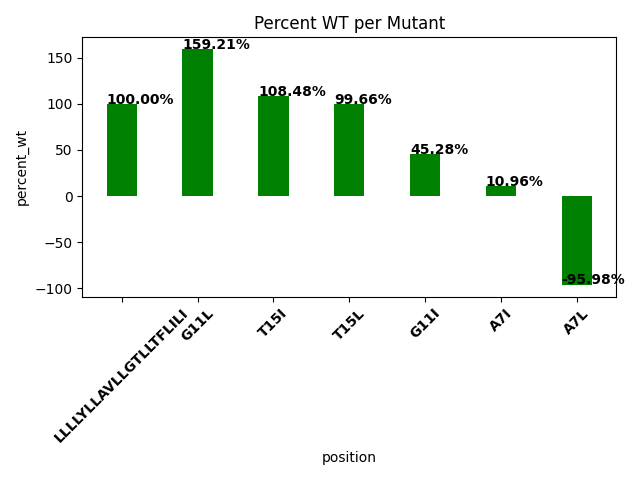 Percent WT per Mutant
percent_wt
150
100
50
0
−50
−100
100.00%
159.21%
108.48%
99.66%
45.28%
10.96%
-95.98%
LLLLYLLAVLLGTLLTFLILI
G11L
T15I
T15L
G11I
A7I
A7L
position